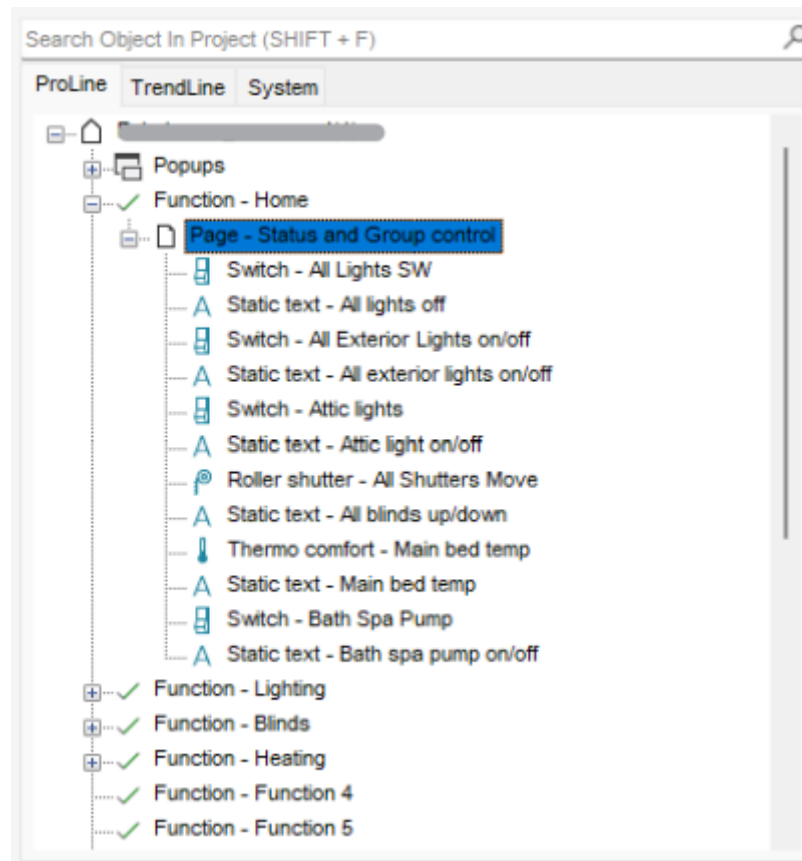 Search Object In Project (SHIFT + F)
ProLine TrendLine System
Popups
Function - Home
Page - Status and Group control
Switch - All Lights SW
Static text - All lights off
Switch - All Exterior Lights on/off
Static text - All exterior lights on/off
Switch - Attic lights
Static text - Attic light on/off
Roller shutter - All Shutters Move
Static text - All blinds up/down
Thermo comfort - Main bed temp
Static text - Main bed temp
Switch - Bath Spa Pump
Static text - Bath spa pump on/off
Function - Lighting
Function - Blinds
Function - Heating
Function - Function 4
Function - Function 5